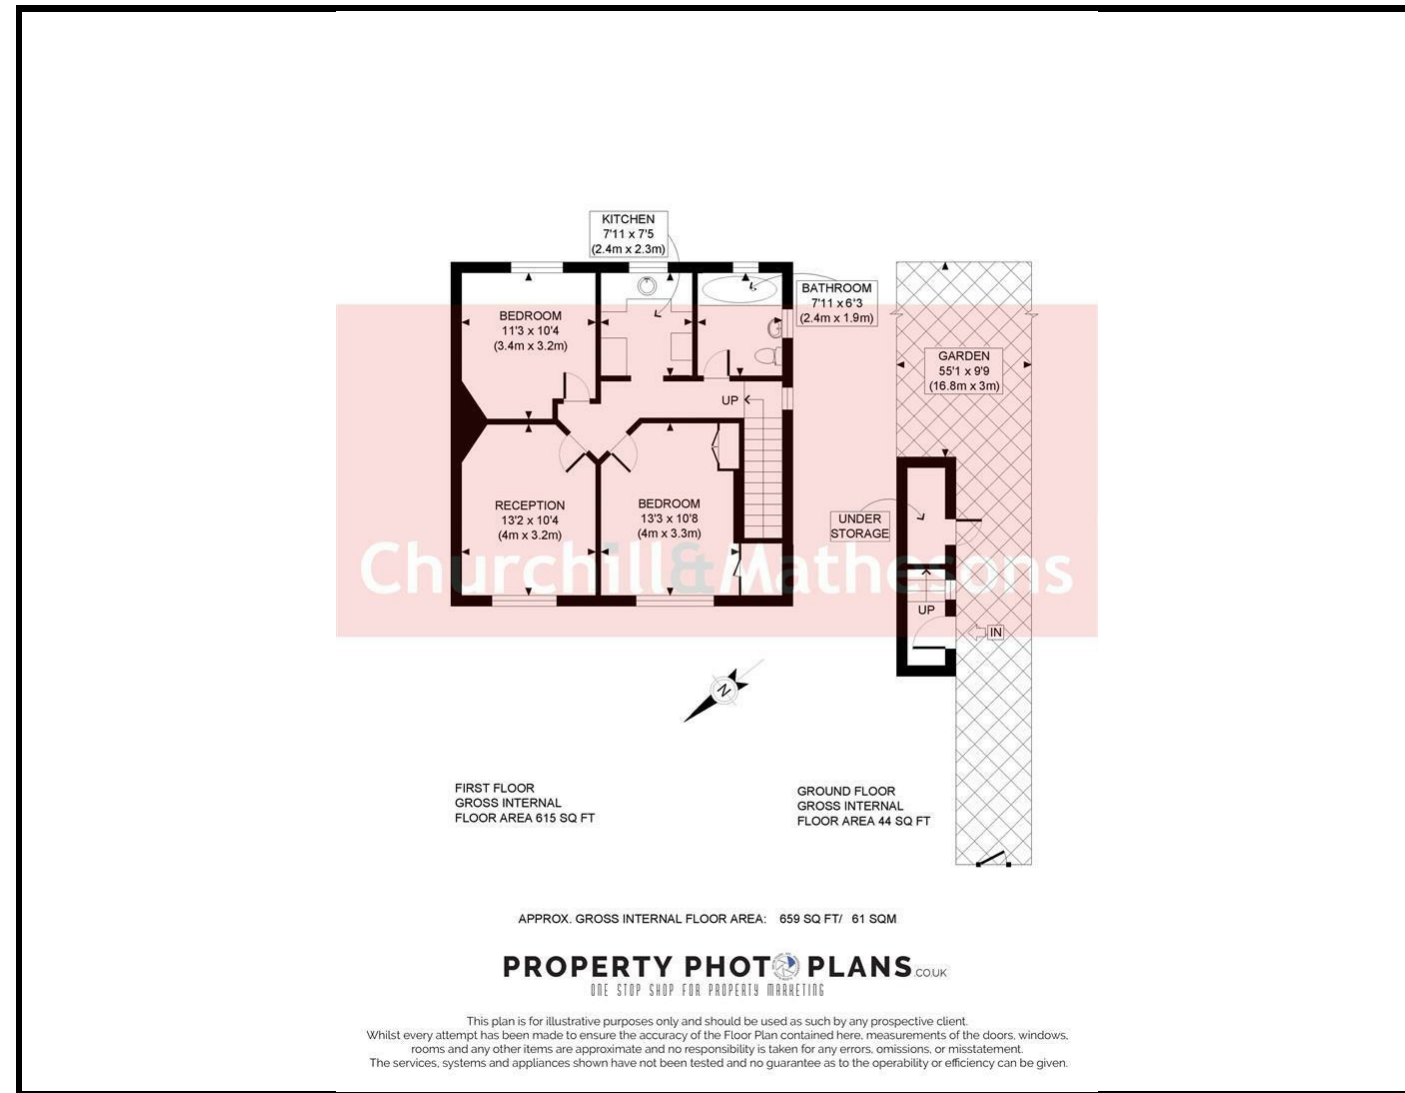 KITCHEN
7'11 x 7'5
(2.4m x 2.3m)
BEDROOM
11'3 x 10'4
(3.4m x 3.2m)
BATHROOM
7'11 x 6'3
(2.4m x 1.9m)
GARDEN
55'1 x 9'9
(16.8m x 3m)
UP
RECEPTION
13'2 x 10'4
(4m x 3.2m)
BEDROOM
13'3 x 10'8
(4m x 3.3m)
UNDER
STORAGE
Churchill&Mathesons
UP
IN
N
FIRST FLOOR
GROSS INTERNAL
FLOOR AREA 615 SQ FT
GROUND FLOOR
GROSS INTERNAL
FLOOR AREA 44 SQ FT
APPROX. GROSS INTERNAL FLOOR AREA: 659 SQ FT/ 61 SQM
PROPERTY PHOTO PLANS.CO.UK
ONE STOP SHOP FOR PROPERTY MARKETING
This plan is for illustrative purposes only and should be used as such by any prospective client.
Whilst every attempt has been made to ensure the accuracy of the Floor Plan contained here, measurements of the doors, windows,
rooms and any other items are approximate and no responsibility is taken for any errors, omissions, or misstatement.
The services, systems and appliances shown have not been tested and no guarantee as to the operability or efficiency can be given.